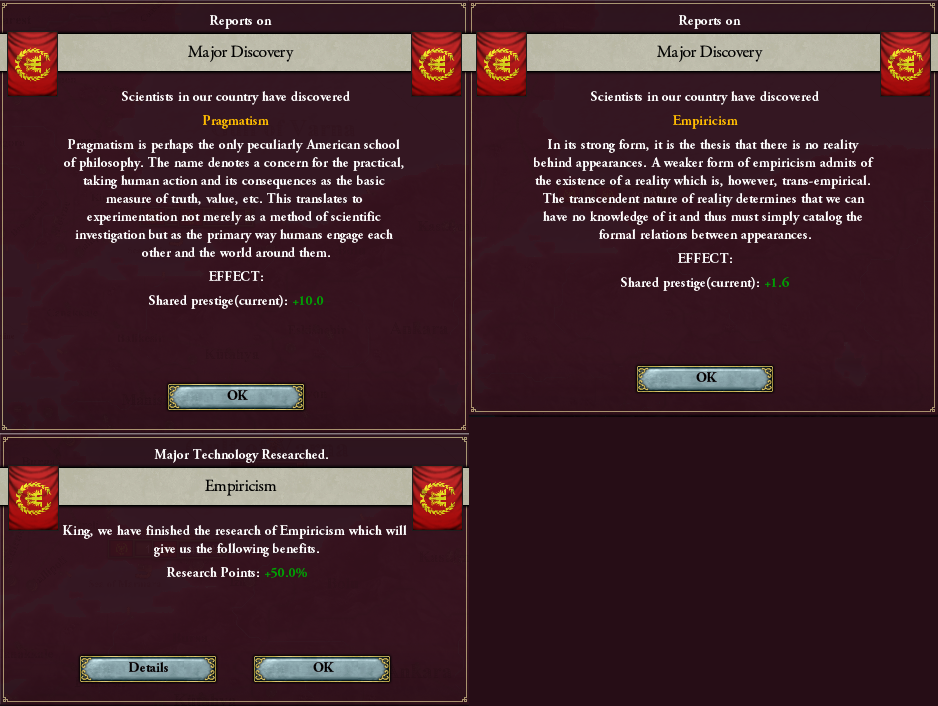 Reports on
Major Discovery
Scientists in our country have discovered
Pragmatism
Pragmatism is perhaps the only peculiarly American school
of philosophy. The name denotes a concern for the practical,
taking human action and its consequences as the basic
measure of truth, value, etc. This translates to
experimentation not merely as a method of scientific
investigation but as the primary way humans engage each
other and the world around them.
EFFECT:
Shared prestige(current): +10.0
OK
Reports on
Major Discovery
Scientists in our country have discovered
Empiricism
In its strong form, it is the thesis that there is no reality
behind appearances. A weaker form of empiricism admits of
the existence of a reality which is, however, trans-empirical.
The transcendent nature of reality determines that we can
have no knowledge of it and thus must simply catalog the
formal relations between appearances.
EFFECT:
Shared prestige(current): +1.6
OK
Major Technology Researched.
Empiricism
King, we have finished the research of Empiricism which will
give us the following benefits.
Research Points: +50.0%
Details
OK